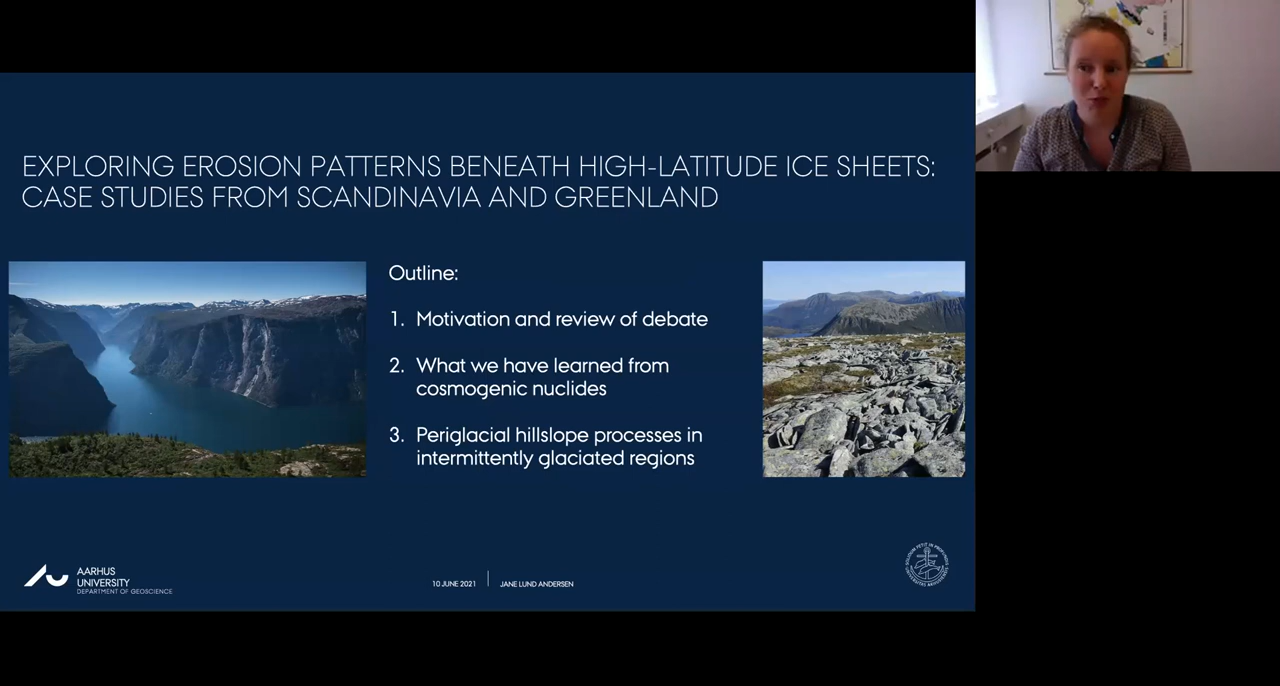 EXPLORING EROSION PATTERNS BENEATH HIGH-LATITUDE ICE SHEETS:
CASE STUDIES FROM SCANDINAVIA AND GREENLAND
Outline:
1. Motivation and review of debate
2. What we have learned from
cosmogenic nuclides
3. Periglacial hillslope processes in
intermittently glaciated regions
AARHUS
UNIVERSITY
DEPARTMENT OF GEOSCIENCE
10 JUNE 2021
JANE LUND ANDERSEN